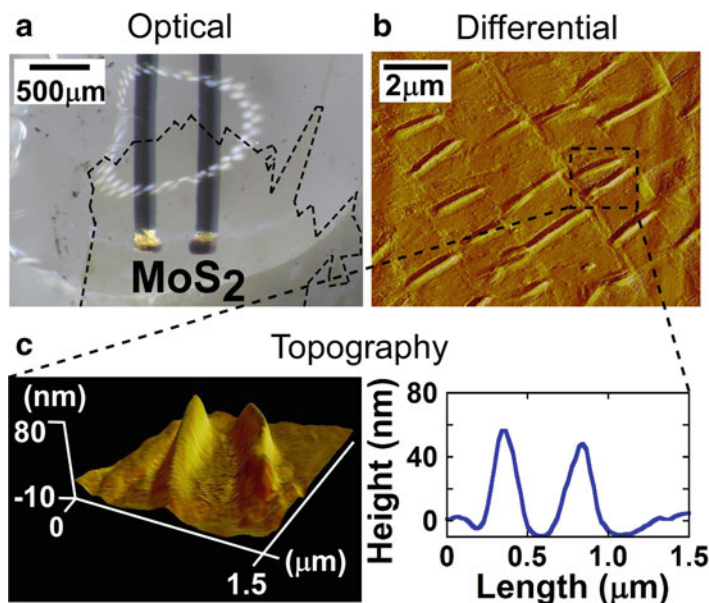 a Optical
500μm
MoS2
b Differential
2μm
c Topography
(nm)
80
-10
0
1.5
(μm)
Height (nm)
80
40
0
0 0.5 1.0 1.5
Length (μm)